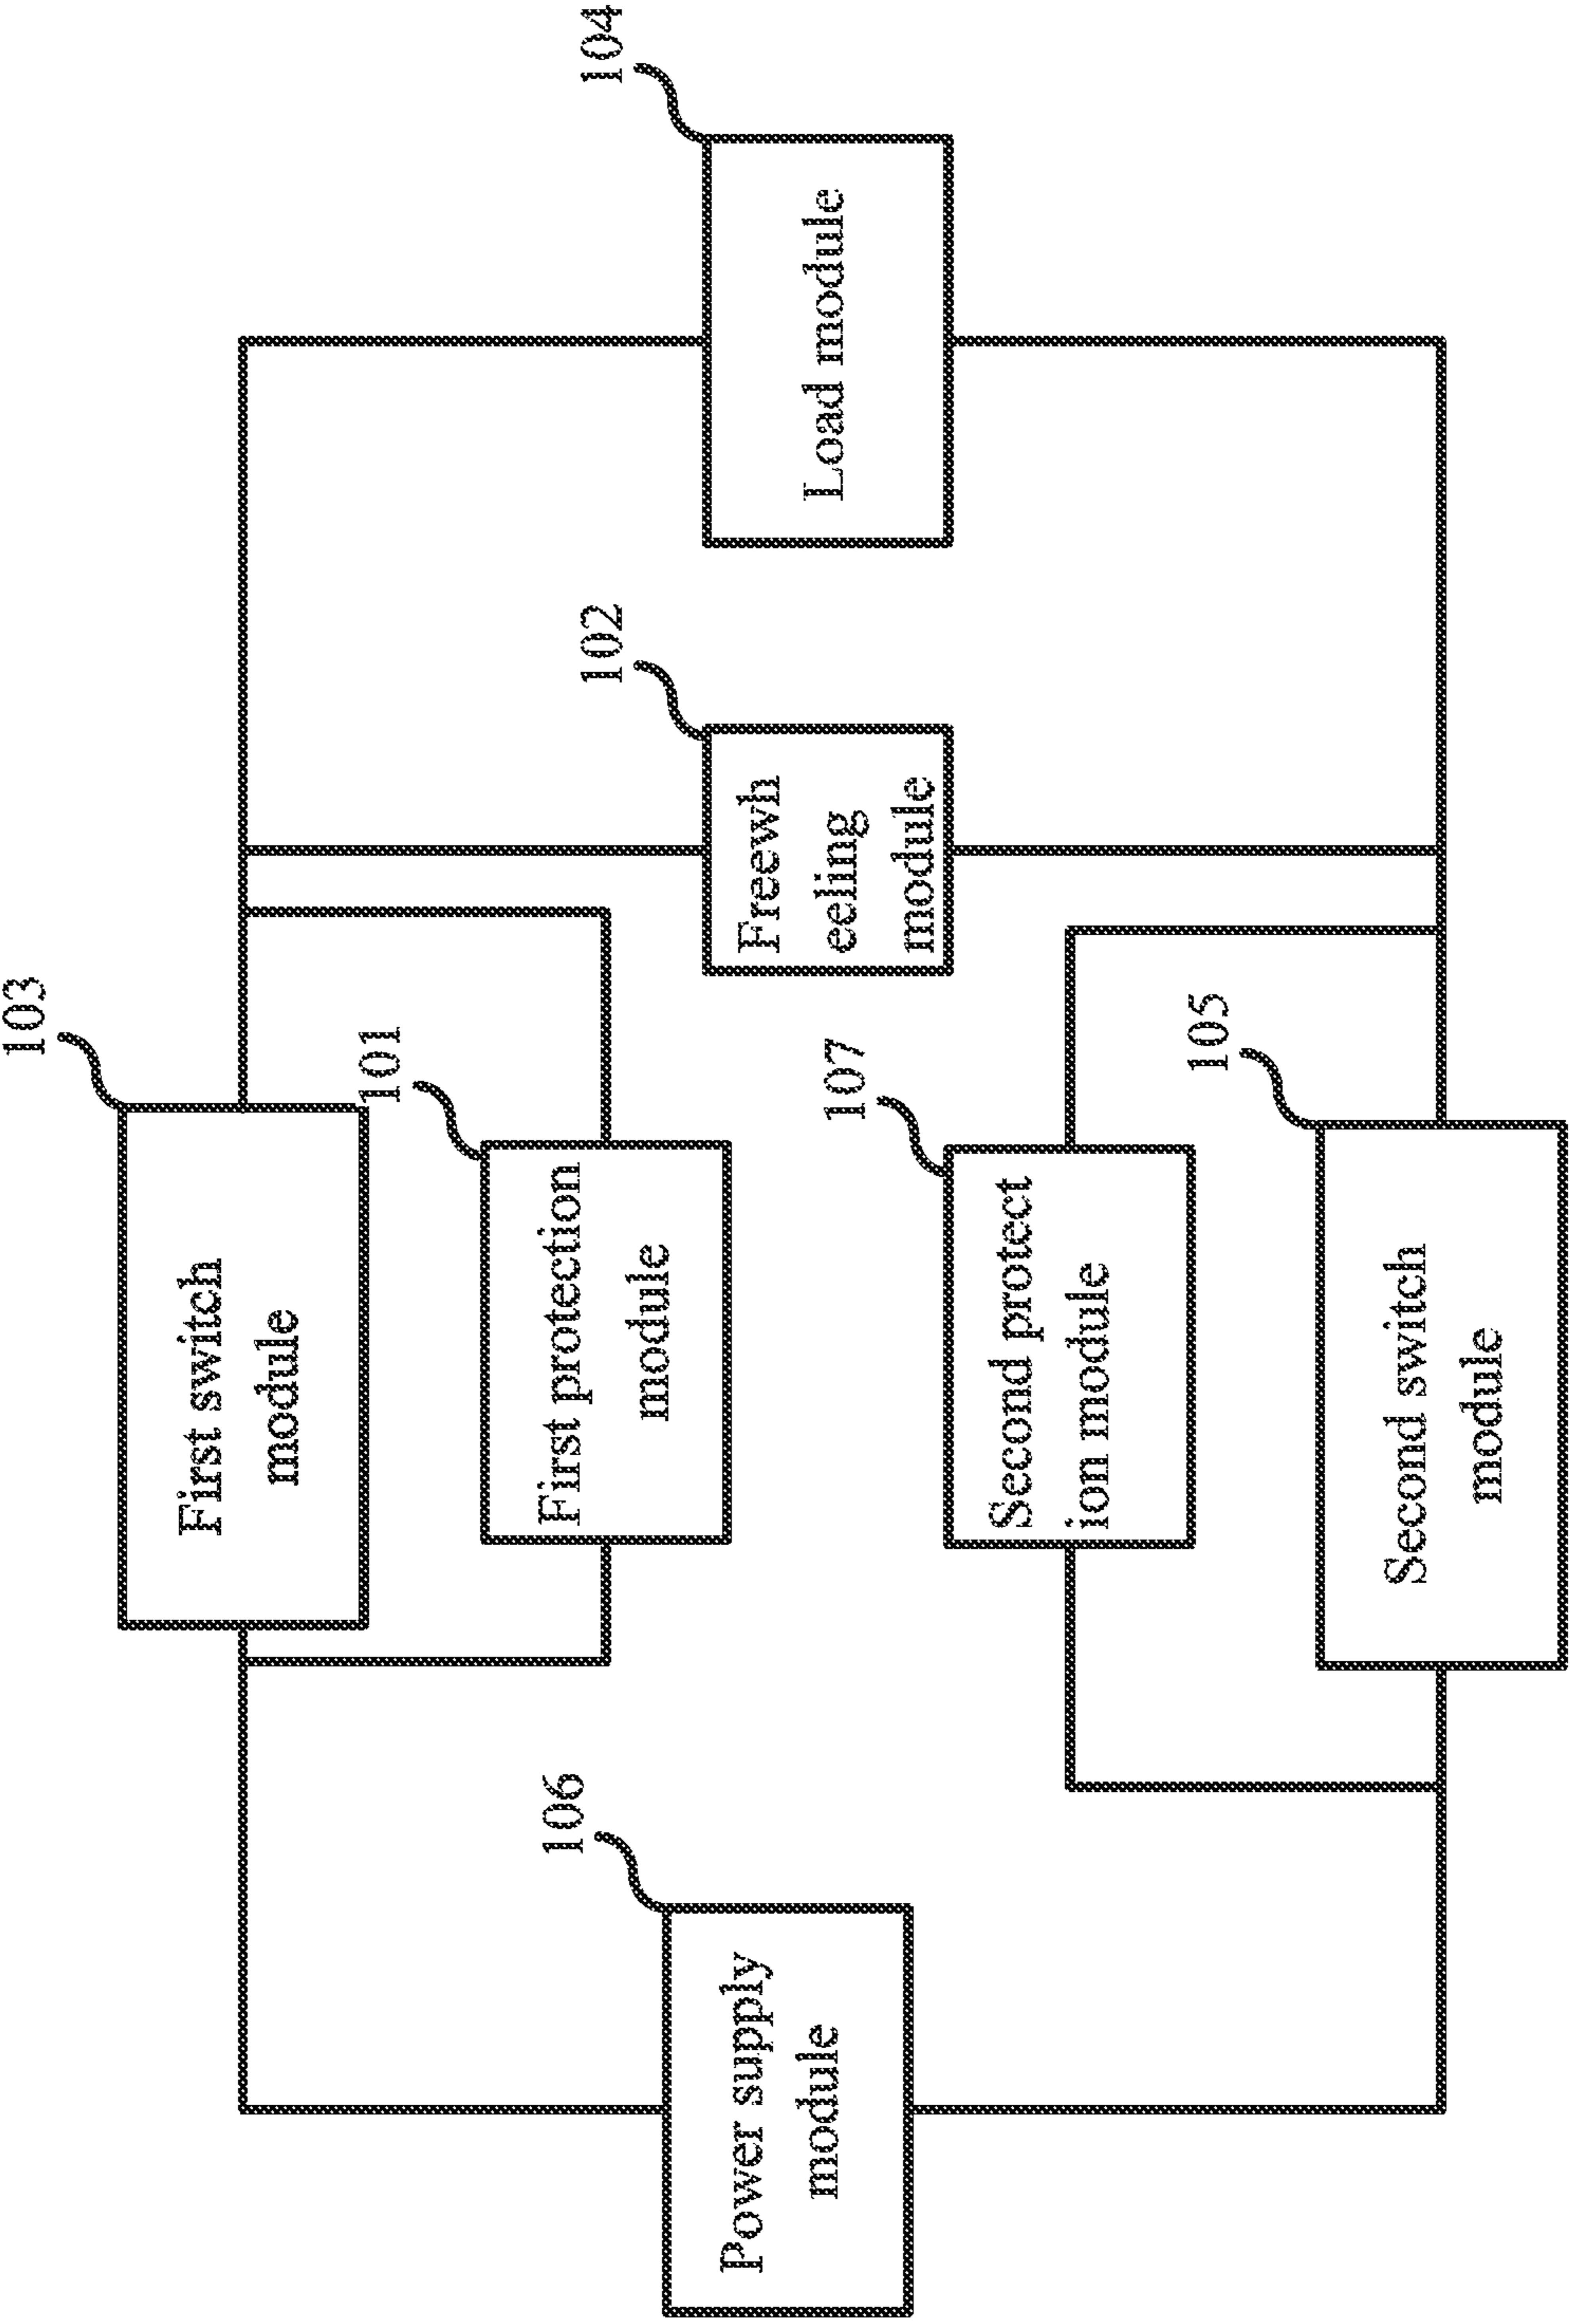 103
First switch
module
101
First protection
module
106
Power supply
module
102
Freewh
eeling
module
104
Load module
107
Second protect
ion module
105
Second switch
module